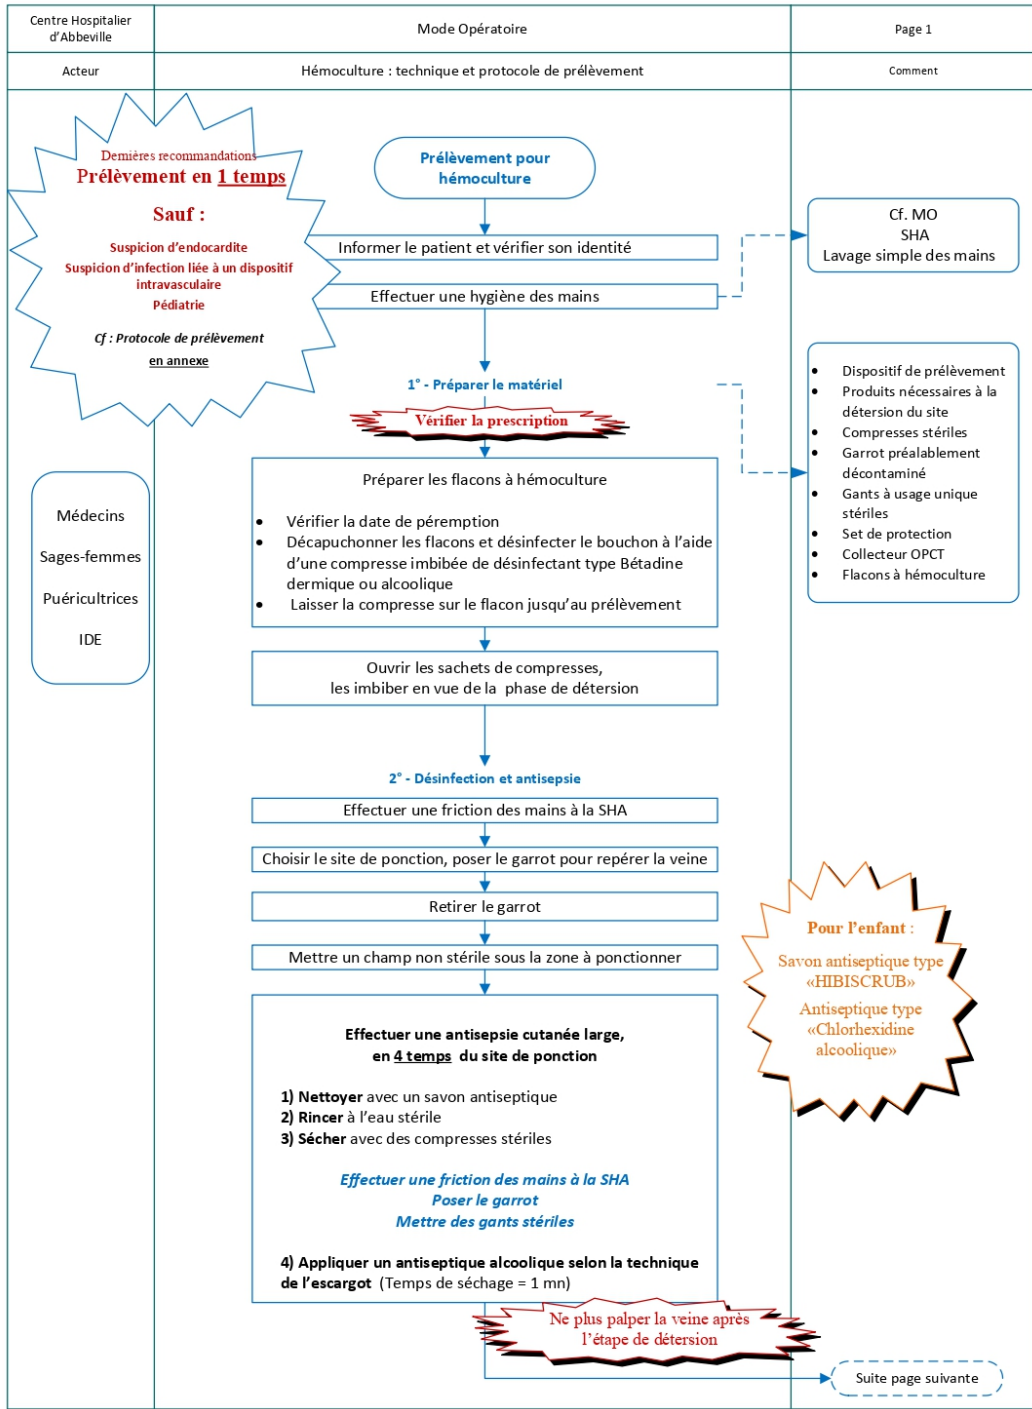 Centre Hospitalier
d’Abbeville
Mode Opératoire
Page 1
Acteur
Hémoculture : technique et protocole de prélèvement
Comment
Dernières recommandations
Prélèvement en 1 temps
Sauf :
Suspicion d’endocardite
Suspicion d’infection liée à un dispositif
intravasculaire
Pédiatrie
Cf : Protocole de prélèvement
en annexe
Prélèvement pour
hémoculture
Informer le patient et vérifier son identité
Effectuer une hygiène des mains
Cf. MO
SHA
Lavage simple des mains
1° - Préparer le matériel
Vérifier la prescription
• Dispositif de prélèvement
• Produits nécessaires à la
détersion du site
• Compresses stériles
• Garrot préalablement
décontaminé
• Gants à usage unique
stériles
• Set de protection
• Collecteur OPCT
• Flacons à hémoculture
Médecins
Sages-femmes
Puéricultrices
IDE
Préparer les flacons à hémoculture
• Vérifier la date de péremption
• Décapuchonner les flacons et désinfecter le bouchon à l’aide
d’une compresse imbibée de désinfectant type Bétadine
dermique ou alcoolique
• Laisser la compresse sur le flacon jusqu’au prélèvement
Ouvrir les sachets de compresses,
les imbiber en vue de la phase de détersion
2° - Désinfection et antisepsie
Effectuer une friction des mains à la SHA
Choisir le site de ponction, poser le garrot pour repérer la veine
Retirer le garrot
Mettre un champ non stérile sous la zone à ponctionner
Pour l’enfant :
Savon antiseptique type
«HIBISCRUB»
Antiseptique type
«Chlorhexidine
alcoolique»
Effectuer une antisepsie cutanée large,
en 4 temps du site de ponction
1) Nettoyer avec un savon antiseptique
2) Rincer à l’eau stérile
3) Sécher avec des compresses stériles
Effectuer une friction des mains à la SHA
Poser le garrot
Mettre des gants stériles
4) Appliquer un antiseptique alcoolique selon la technique
de l’escargot (Temps de séchage = 1 mn)
Ne plus palper la veine après
l’étape de détersion
Suite page suivante